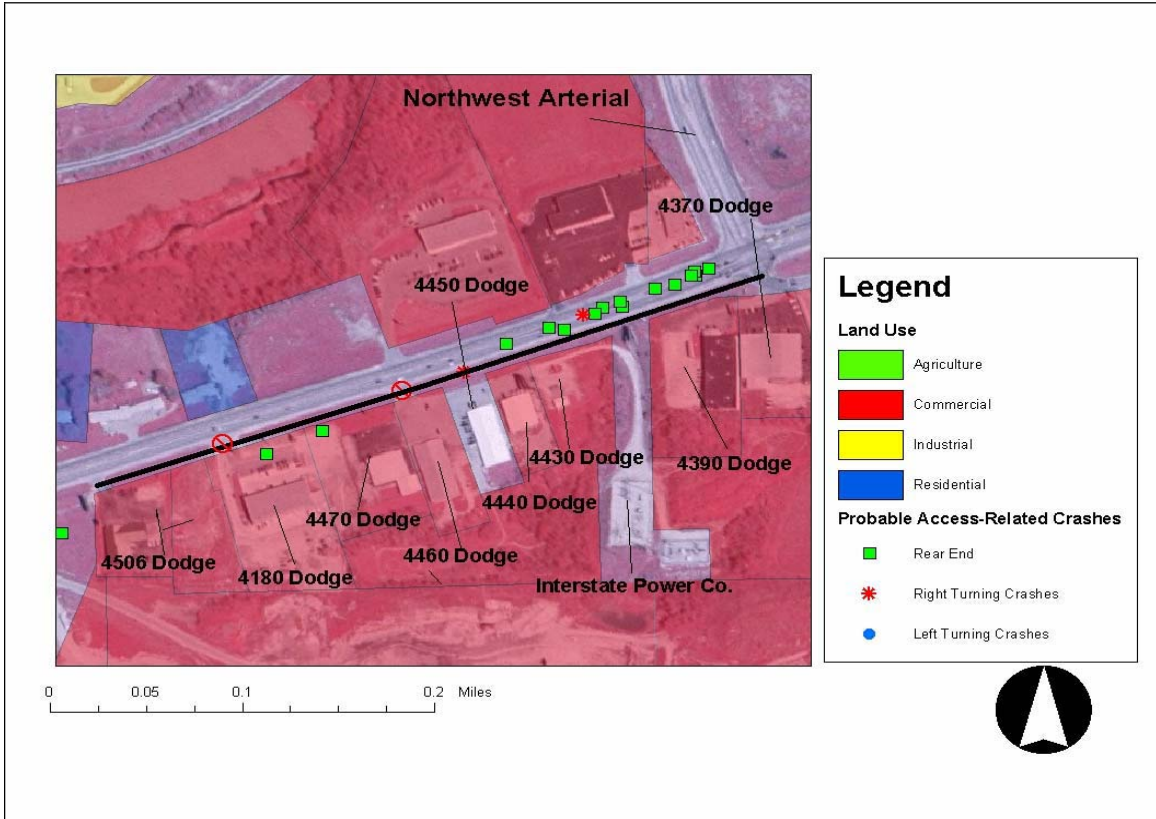 Northwest Arterial
4370 Dodge
4450 Dodge
4430 Dodge
4390 Dodge
4440 Dodge
4470 Dodge
4460 Dodge
4506 Dodge
4180 Dodge
Interstate Power Co.
0 0.05 0.1 0.2 Miles
Legend
Land Use
Agriculture
Commercial
Industrial
Residential
Probable Access-Related Crashes
Rear End
Right Turning Crashes
Left Turning Crashes